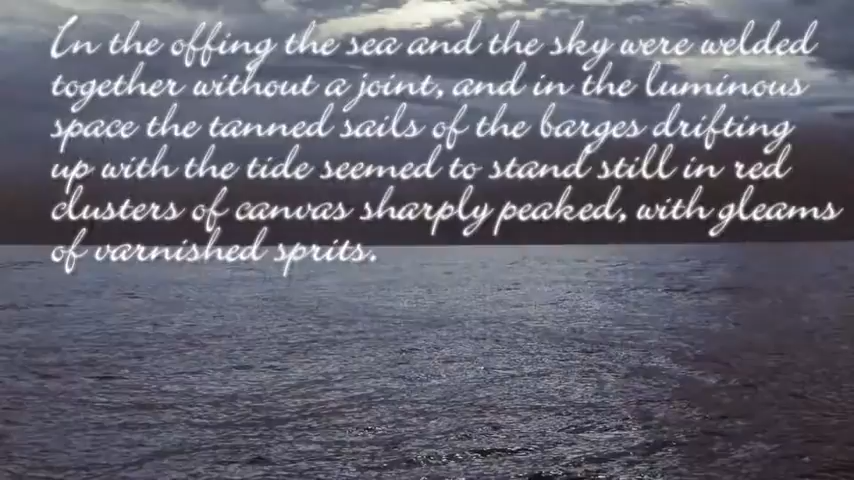 In the offing the sea and the sky were welded
together without a joint, and in the luminous
space the tanned sails of the barges drifting
up with the tide seemed to stand still in red
clusters of canvas sharply peaked, with gleams
of varnished sprits.